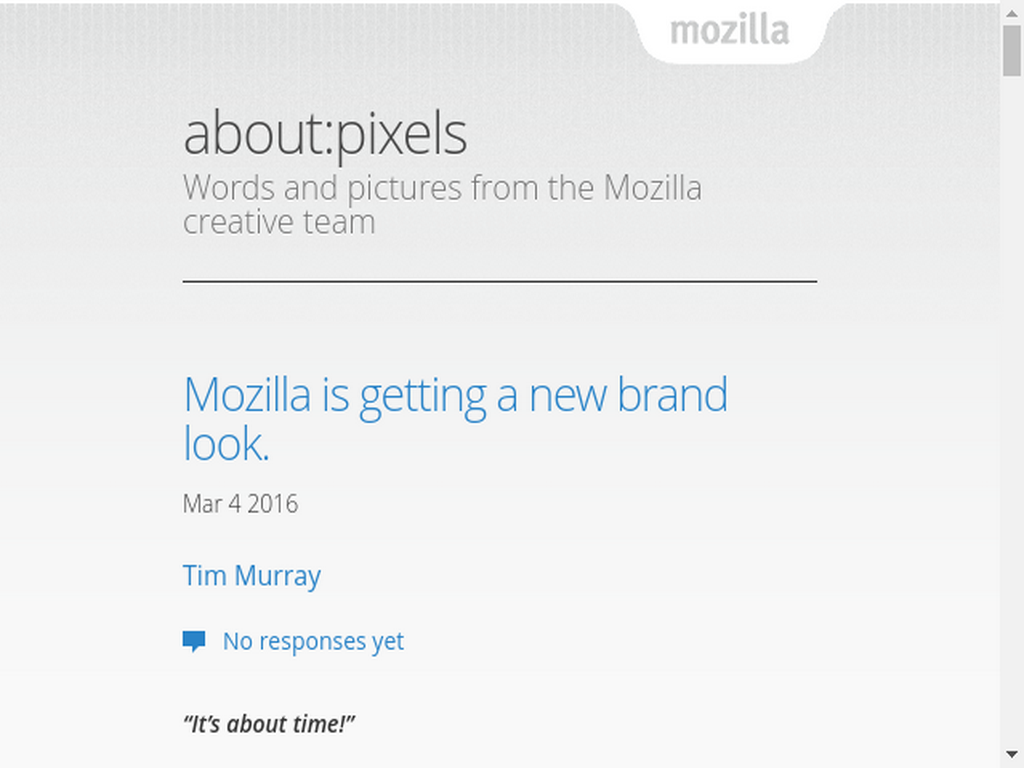 mozilla
about:pixels
Words and pictures from the Mozilla
creative team
Mozilla is getting a new brand
look.
Mar 4 2016
Tim Murray
No responses yet
“It’s about time!”